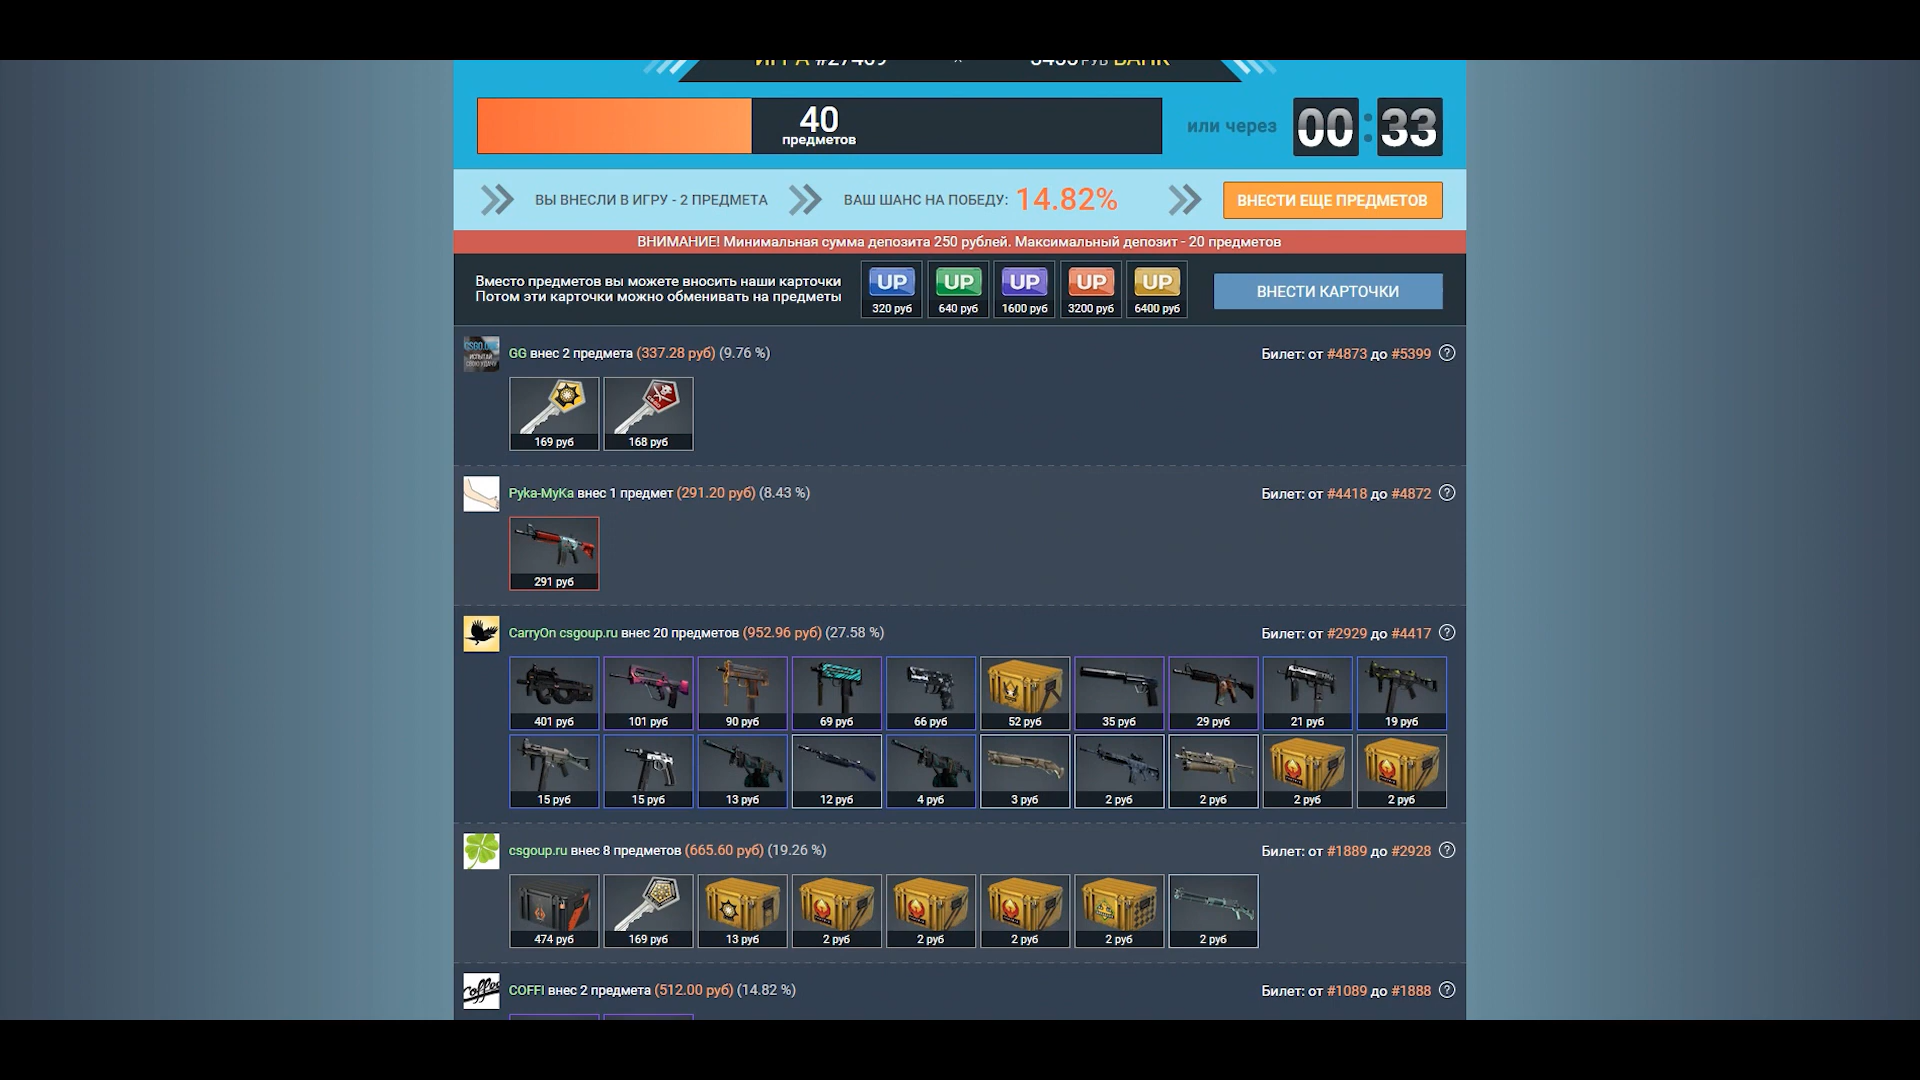 40
предметов
или через
00:33
ВЫ ВНЕСЛИ В ИГРУ - 2 ПРЕДМЕТА
ВАШ ШАНС НА ПОБЕДУ: 14.82%
ВНЕСТИ ЕЩЕ ПРЕДМЕТОВ
ВНИМАНИЕ! Минимальная сумма депозита 250 рублей. Максимальный депозит - 20 предметов
Вместо предметов вы можете вносить наши карточки
Потом эти карточки можно обменивать на предметы
UP UP UP UP UP
320 руб 640 руб 1600 руб 3200 руб 6400 руб
ВНЕСТИ КАРТОЧКИ
GG внес 2 предмета (337.28 руб) (9.76 %)
Билет: от #4873 до #5399 ?
169 руб 168 руб
Рука-МуКа внес 1 предмет (291.20 руб) (8.43 %)
Билет: от #4418 до #4872 ?
291 руб
CarryOn csgoup.ru внес 20 предметов (952.96 руб) (27.58 %)
Билет: от #2929 до #4417 ?
401 руб 101 руб 90 руб 69 руб 66 руб 52 руб 35 руб 29 руб 21 руб 19 руб
15 руб 15 руб 13 руб 12 руб 4 руб 3 руб 2 руб 2 руб 2 руб 2 руб
csgoup.ru внес 8 предметов (665.60 руб) (19.26 %)
Билет: от #1889 до #2928 ?
474 руб 169 руб 13 руб 2 руб 2 руб 2 руб 2 руб 2 руб
Coffee
COFFI внес 2 предмета (512.00 руб) (14.82 %)
Билет: от #1089 до #1888 ?